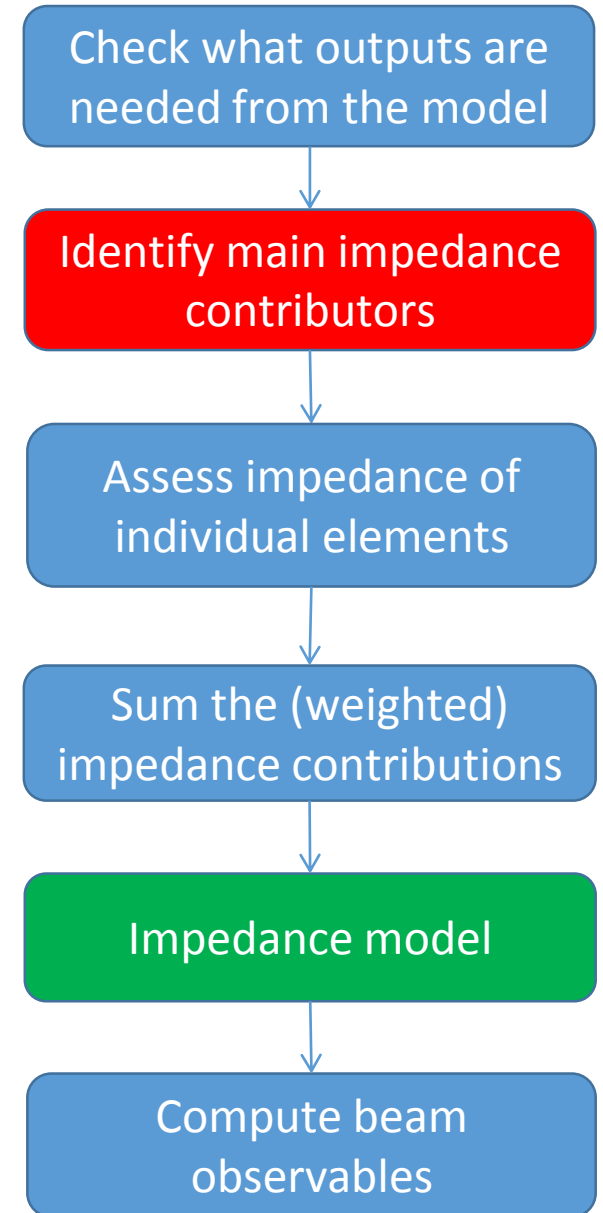 Check what outputs are
needed from the model
Identify main impedance
contributors
Assess impedance of
individual elements
Sum the (weighted)
impedance contributions
Impedance model
Compute beam
observables